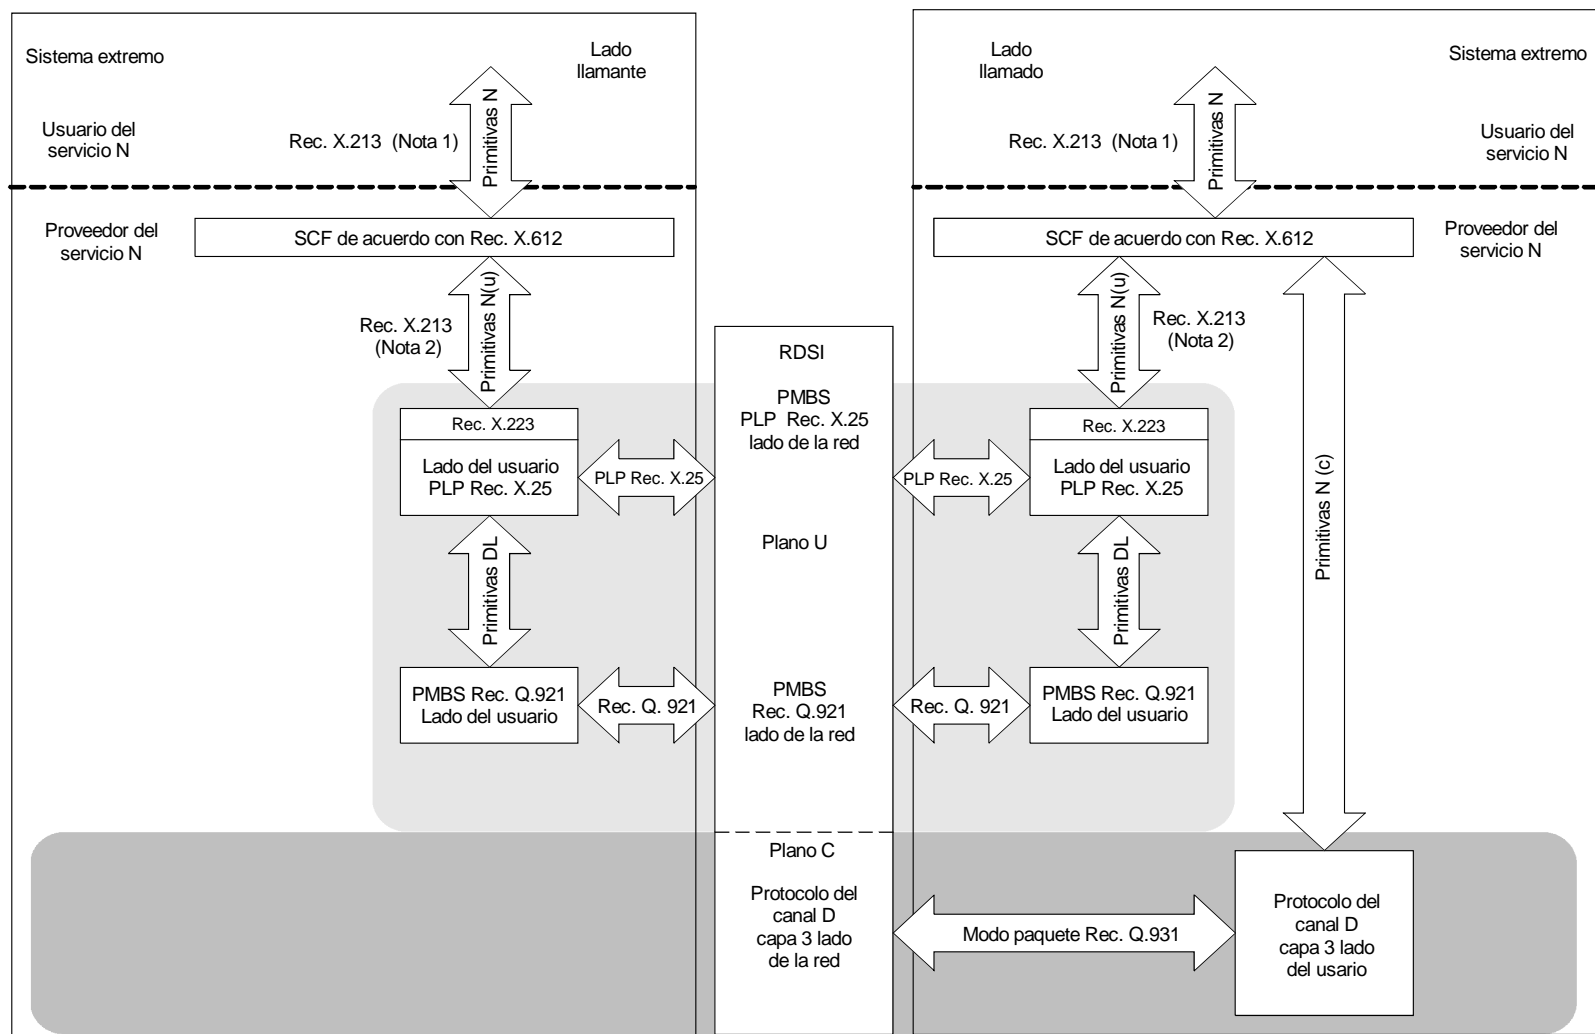 Sistema extremo
Lado
llamante
Primitivas N
Rec. X.213 (Nota 1)
Usuario del
servicio N
Proveedor del
servicio N
SCF de acuerdo con Rec. X.612
Primitivas N(u)
Rec. X.213
(Nota 2)
Rec. X.223
Lado del usuario
PLP Rec. X.25
PLP Rec. X.25
Primitivas DL
PMBS Rec. Q.921
Lado del usuario
Rec. Q. 921
RDSI
PMBS
PLP Rec. X.25
lado de la red
Plano U
PMBS
Rec. Q.921
lado de la red
Plano C
Protocolo del
canal D
capa 3 lado
de la red
Lado
llamado
Sistema extremo
Primitivas N
Rec. X.213 (Nota 1)
Usuario del
servicio N
SCF de acuerdo con Rec. X.612
Proveedor del
servicio N
Primitivas N(u)
Rec. X.213
(Nota 2)
Rec. X.223
Lado del usuario
PLP Rec. X.25
PLP Rec. X.25
Primitivas DL
Primitivas N (c)
PMBS Rec. Q.921
Lado del usuario
Rec. Q. 921
Modo paquete Rec. Q.931
Protocolo del
canal D
capa 3 lado
del usario